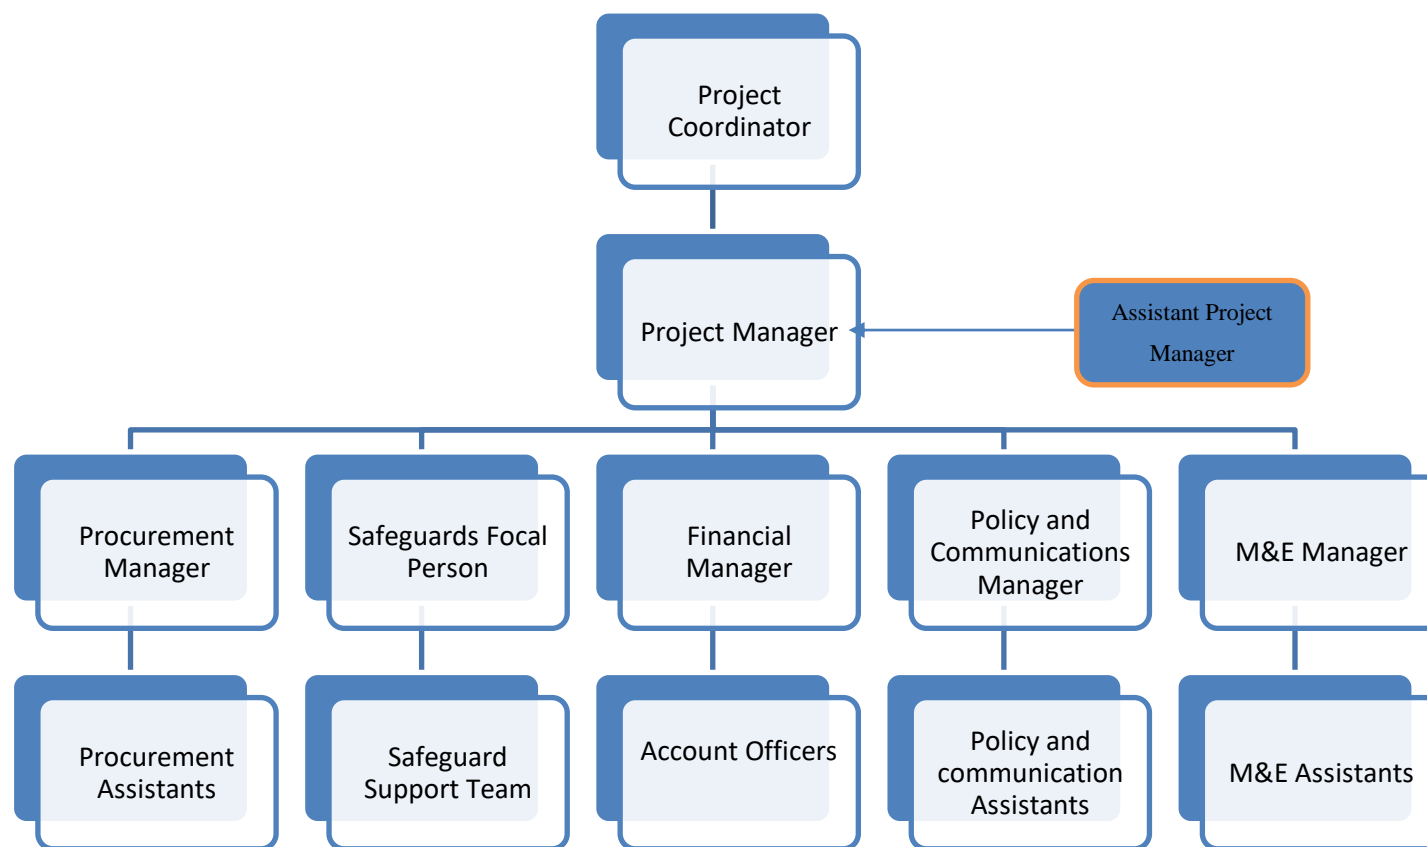 Project
Coordinator
Project Manager
Assistant Project
Manager
Procurement
Manager
Safeguards Focal
Person
Financial
Manager
Policy and
Communications
Manager
M&E Manager
Procurement
Assistants
Safeguard
Support Team
Account Officers
Policy and
communication
Assistants
M&E Assistants